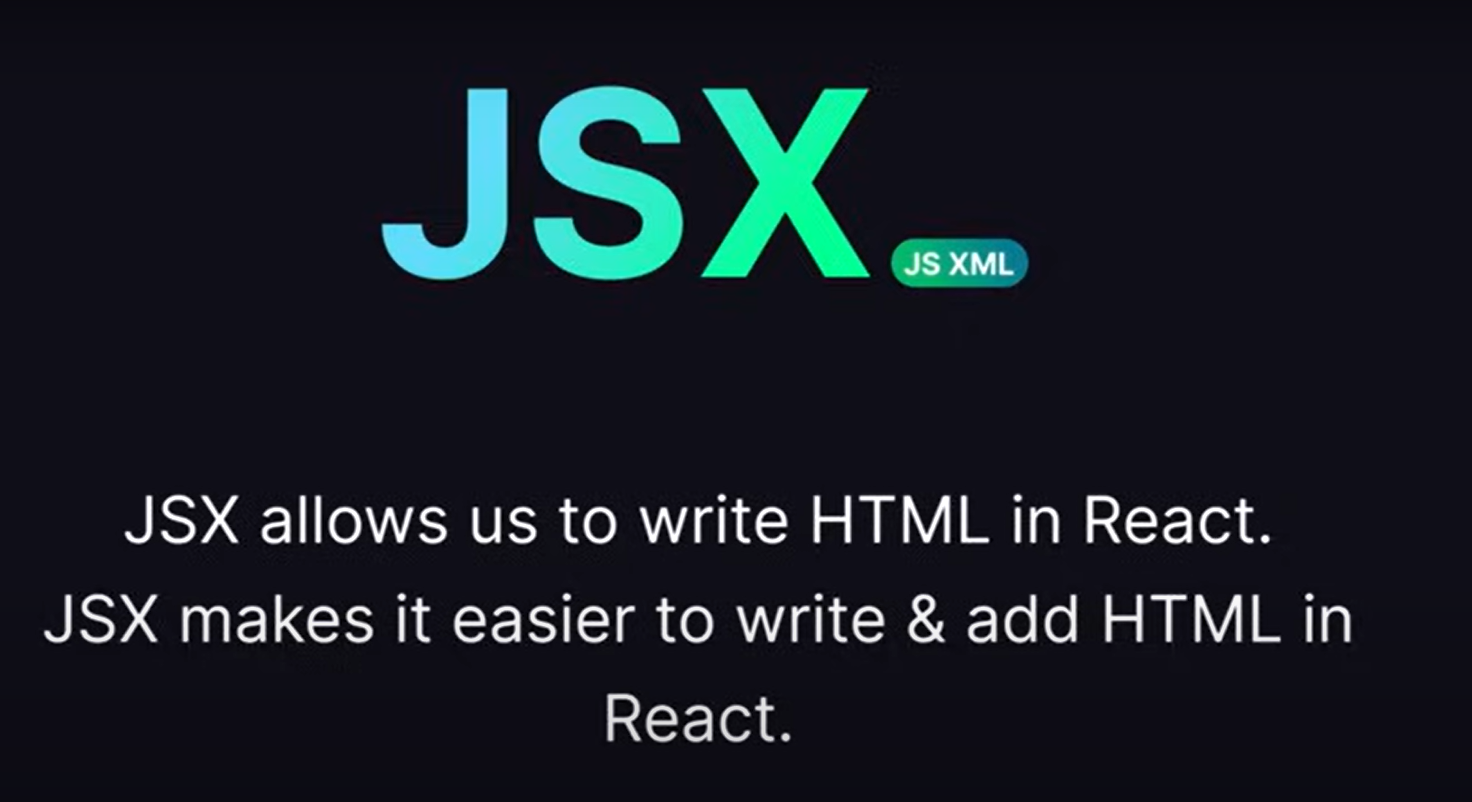 JSX
JS XML
JSX allows us to write HTML in React.
JSX makes it easier to write & add HTML in
React.